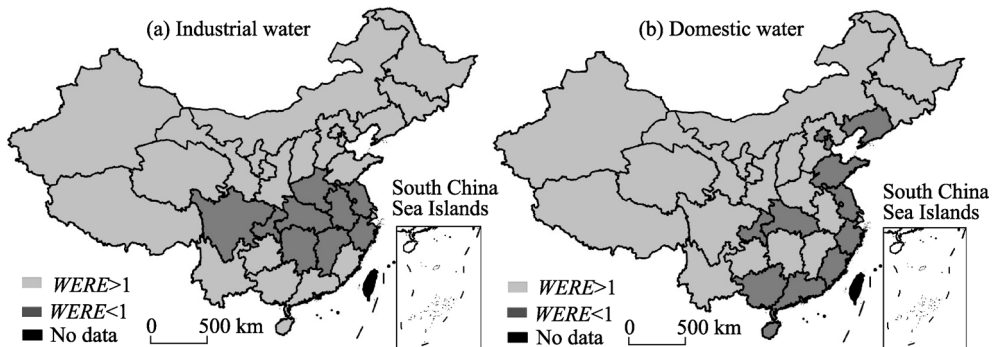 (a) Industrial water
South China
Sea Islands
WERE>1
WERE<1
No data
0 500 km
(b) Domestic water
South China
Sea Islands
WERE>1
WERE<1
No data
0 500 km